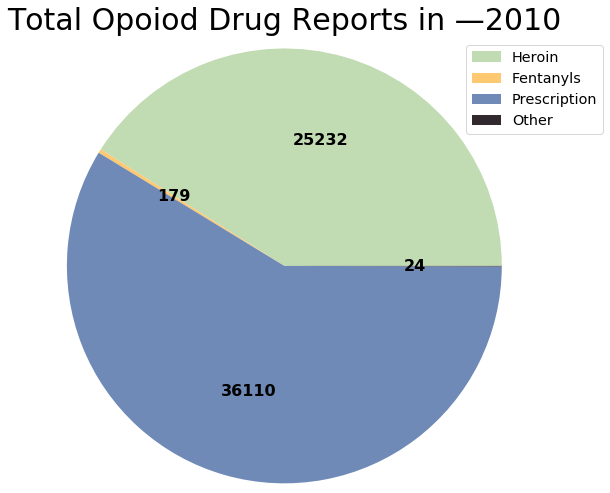 Total Opoiod Drug Reports in —2010
Heroin
Fentanyls
Prescription
Other
25232
179
24
36110